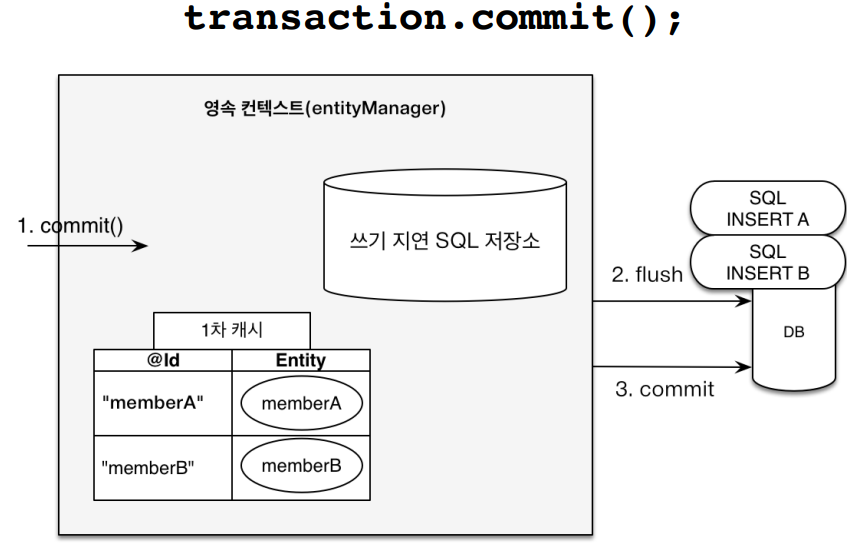 transaction.commit();
영속 컨텍스트(entityManager)
1. commit()
쓰기 지연 SQL 저장소
SQL
INSERT A
SQL
INSERT B
2. flush
DB
3. commit
1차 캐시
@Id Entity
"memberA" memberA
"memberB" memberB